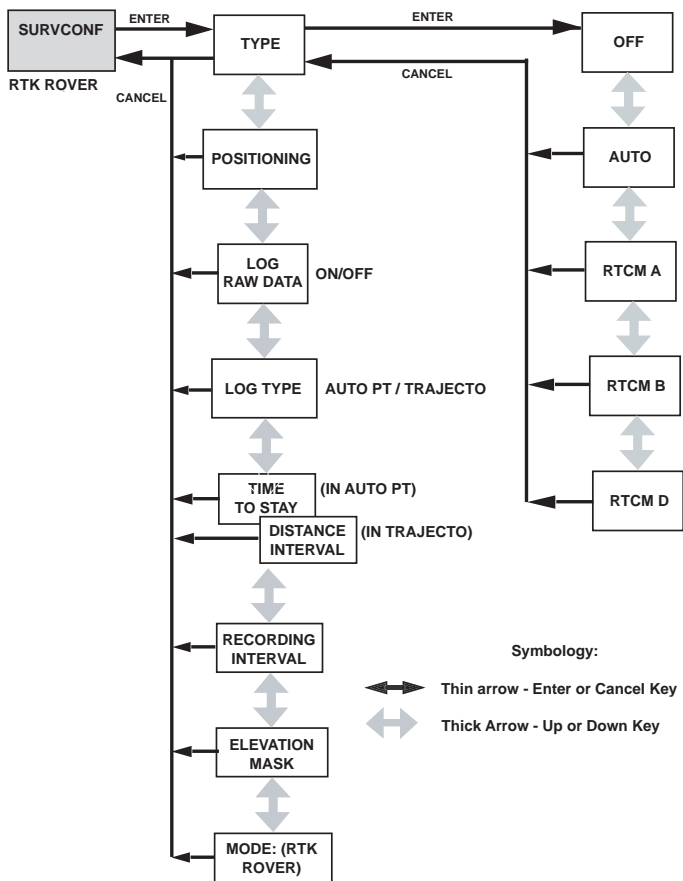 SURVCONF
ENTER
TYPE
ENTER
OFF
RTK ROVER
CANCEL
CANCEL
POSITIONING
AUTO
LOG
RAW DATA
ON/OFF
RTCM A
LOG TYPE
AUTO PT / TRAJECTO
RTCM B
TIME
TO STAY
(IN AUTO PT)
DISTANCE
INTERVAL
(IN TRAJECTO)
RTCM D
RECORDING
INTERVAL
Symbology:
Thin arrow - Enter or Cancel Key
Thick Arrow - Up or Down Key
ELEVATION
MASK
MODE: (RTK
ROVER)